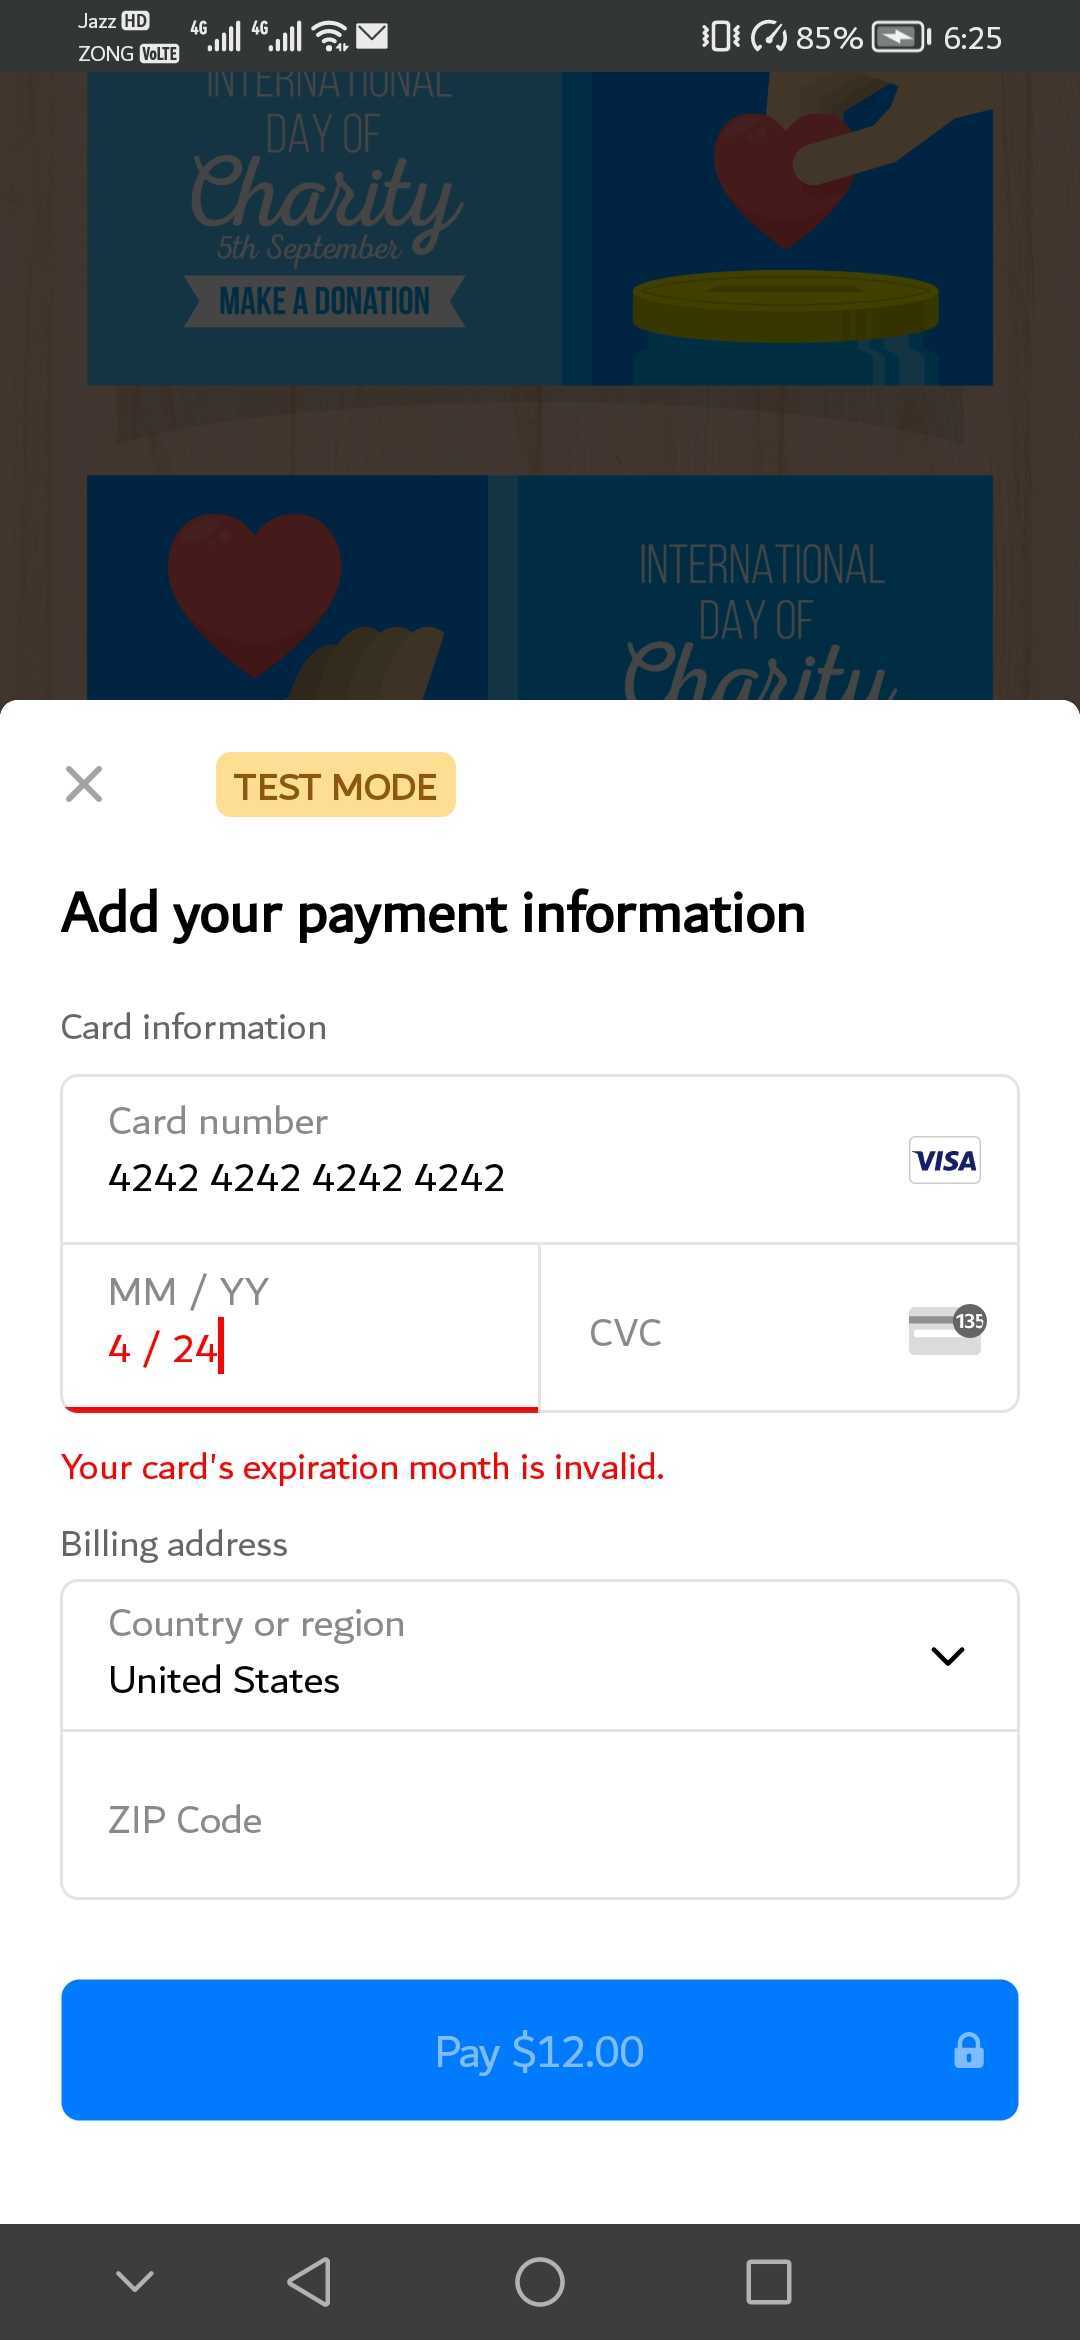 Jazz HD
ZONG VoLTE
4G 4G
85% 6:25
INTERNATIONAL
DAY OF
Charity
5th September
MAKE A DONATION
INTERNATIONAL
DAY OF
Charity
TEST MODE
Add your payment information
Card information
Card number
4242 4242 4242 4242
VISA
MM / YY
4 / 24
CVC
135
Your card's expiration month is invalid.
Billing address
Country or region
United States
ZIP Code
Pay $12.00